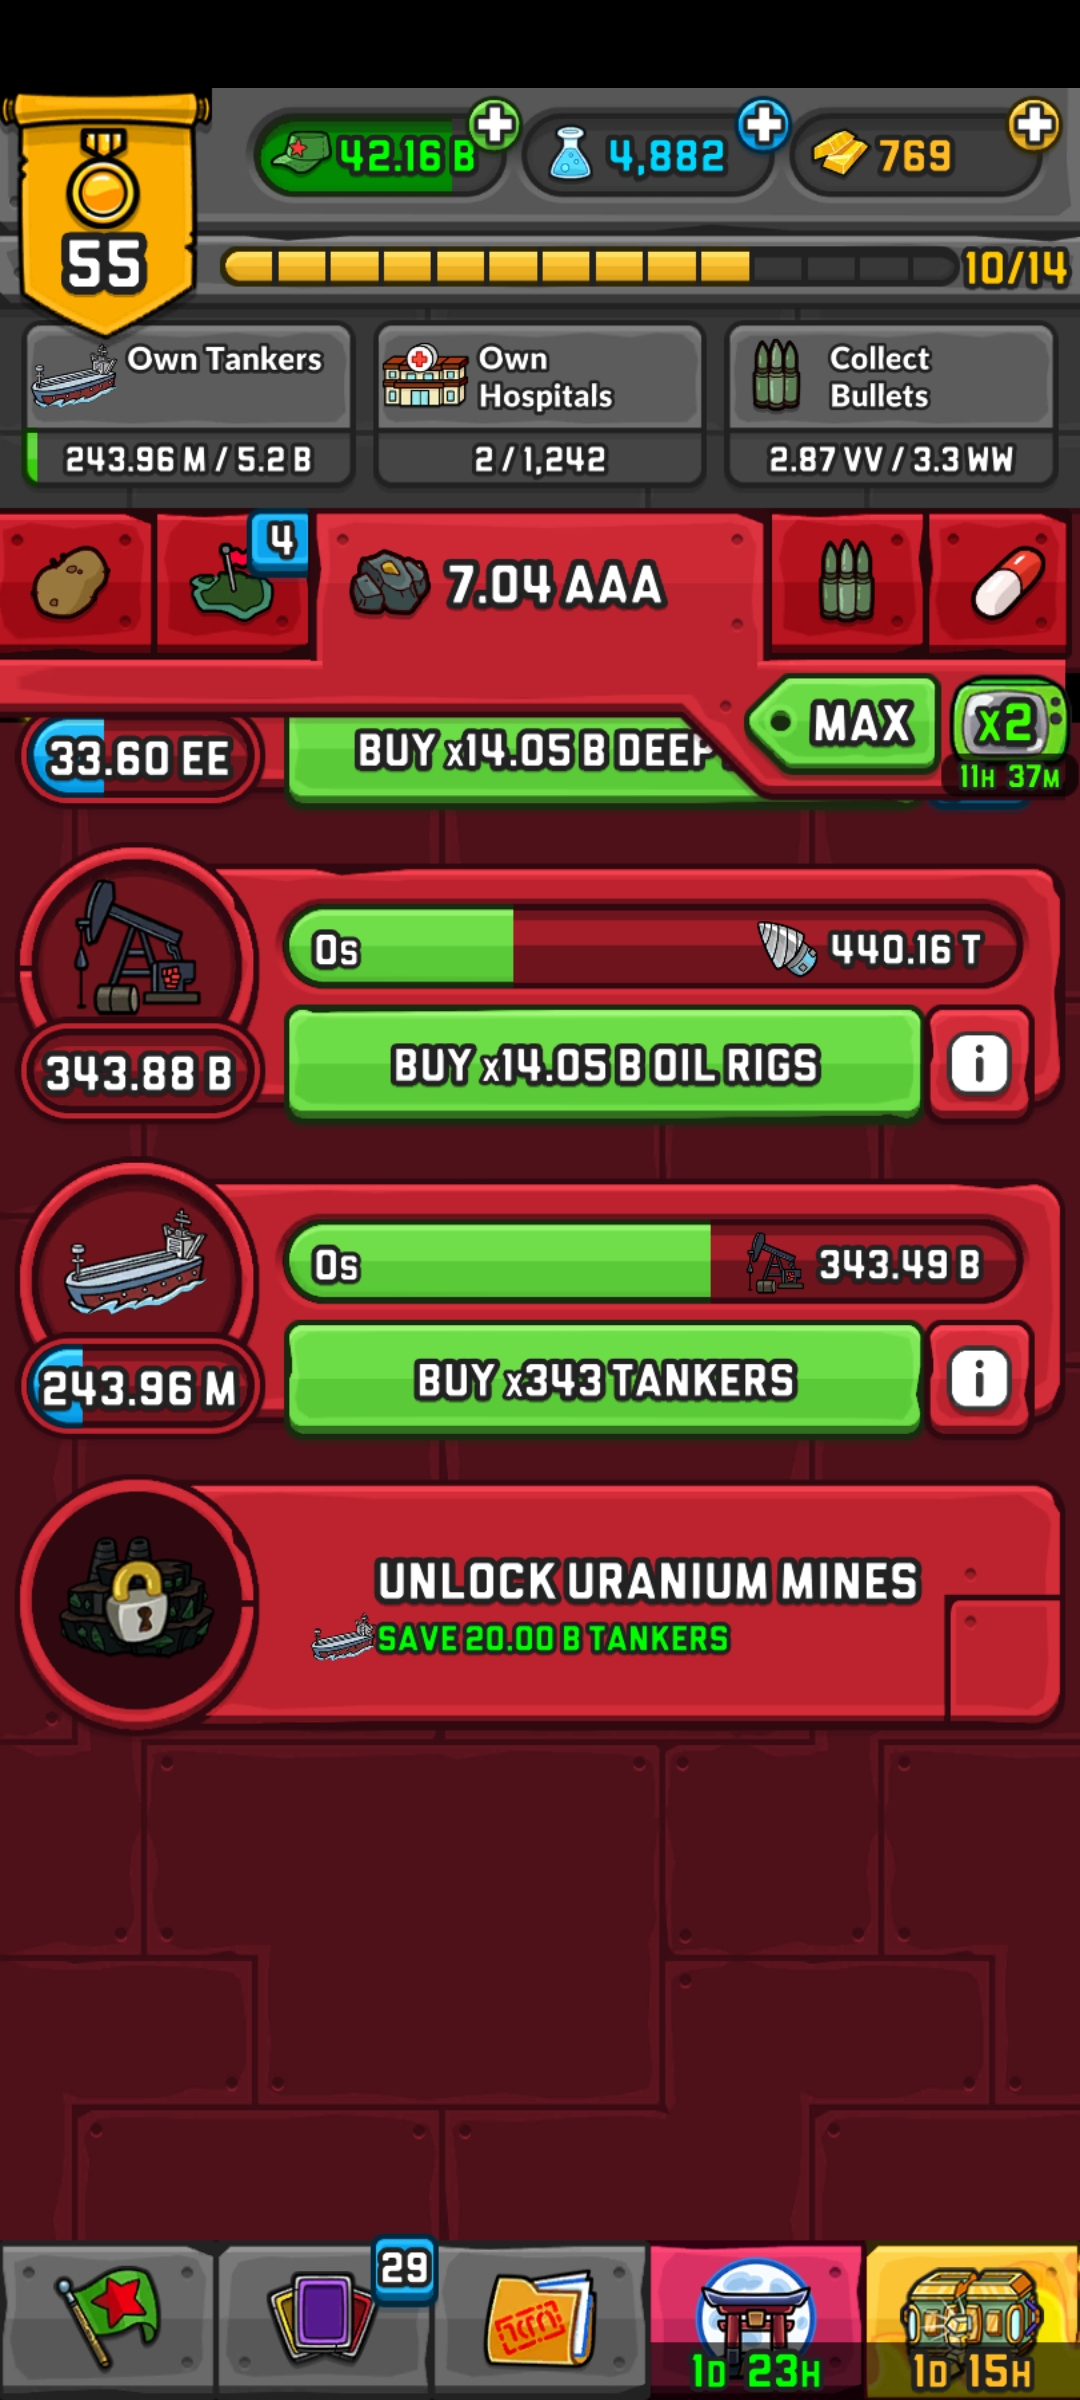 42.16 B
4,882
769
55
10/14
Own Tankers
243.96 M / 5.2 B
Own
Hospitals
2 / 1,242
Collect
Bullets
2.87 VV / 3.3 WW
4
7.04 AAA
MAX
x2
11H 37M
33.60 EE
BUY x14.05 B DEEP
0s
440.16 T
343.88 B
BUY x14.05 B OIL RIGS
i
0s
343.49 B
243.96 M
BUY x343 TANKERS
i
UNLOCK URANIUM MINES
SAVE 20.00 B TANKERS
29
1D 23H
1D 15H